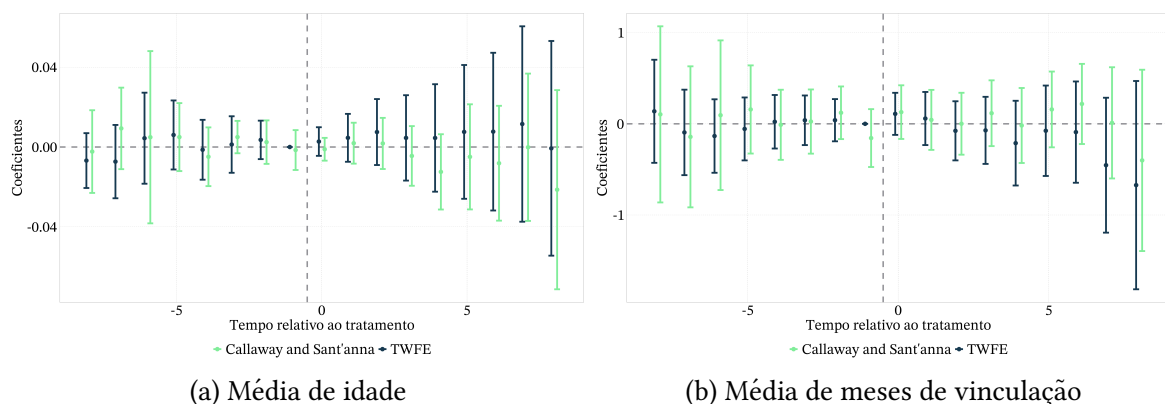 Coeficientes
0.04
0.00
-0.04
-5
0
5
Tempo relativo ao tratamento
Callaway and Sant'anna TWFE
(a) Média de idade
Coeficientes
1
0
-1
-5
0
5
Tempo relativo ao tratamento
Callaway and Sant'anna TWFE
(b) Média de meses de vinculação